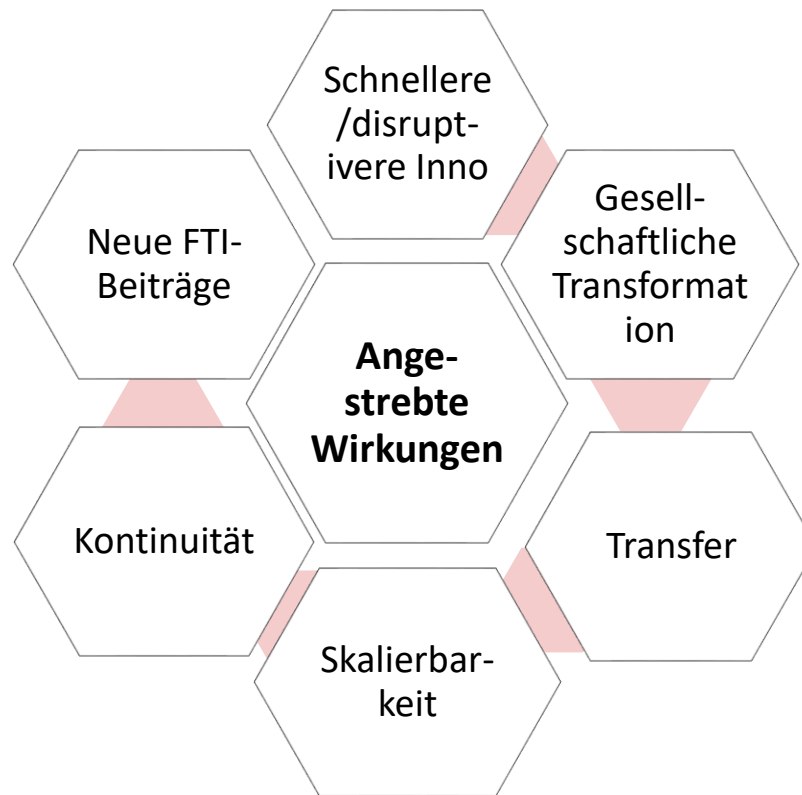 Schnellere
/disrupt-
ivere Inno
Gesell-
schaftliche
Transformat
ion
Neue FTI-
Beiträge
Ange-
strebte
Wirkungen
Kontinuität
Transfer
Skalierbar-
keit